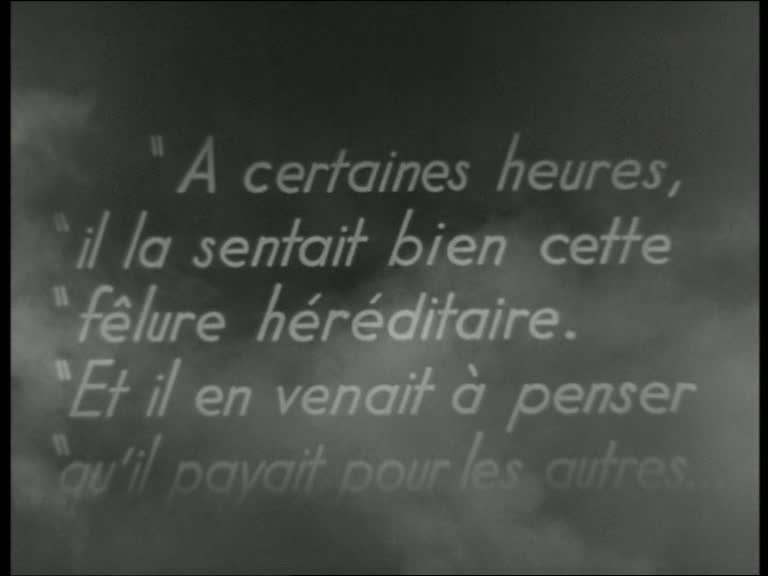 "A certaines heures,
"il la sentait bien cette
"fêlure héréditaire.
"Et il en venait à penser
"qu'il payait pour les autres...